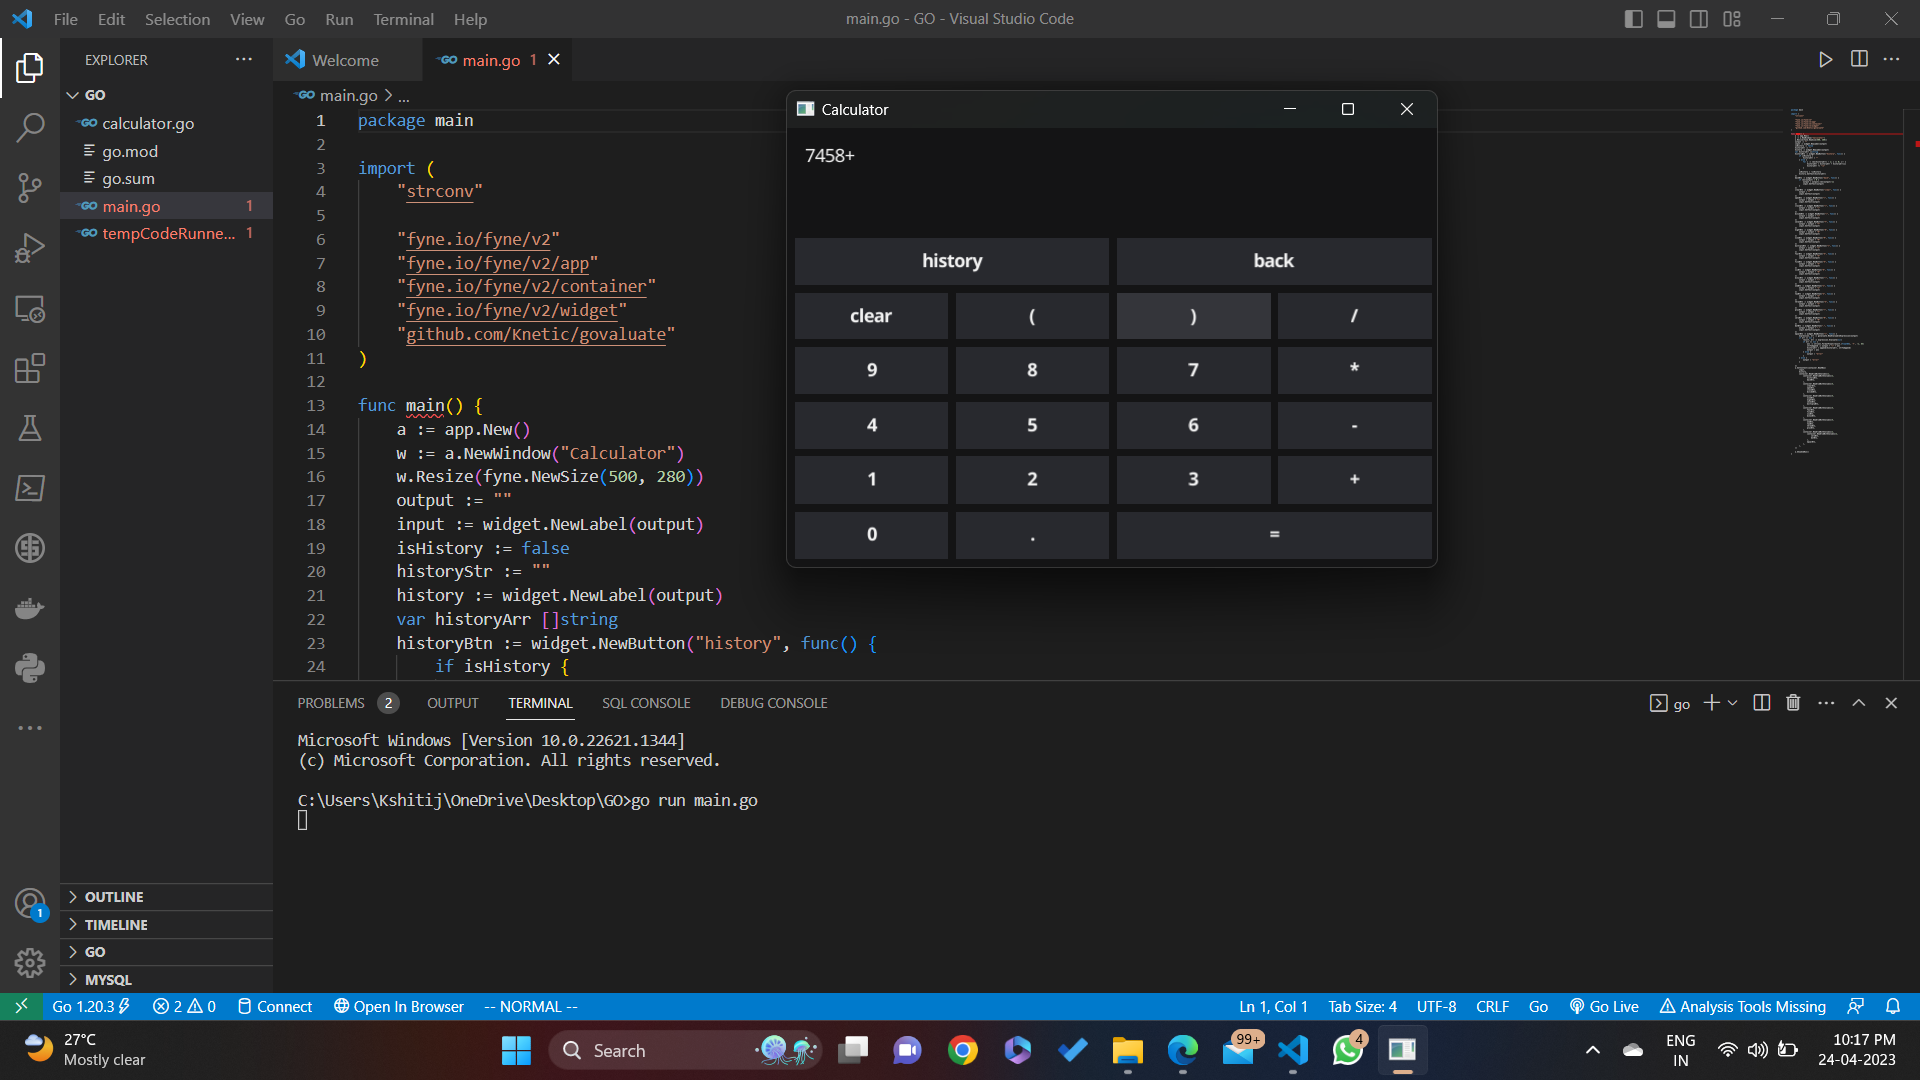 File Edit Selection View Go Run Terminal Help
main.go - GO - Visual Studio Code
EXPLORER
GO
calculator.go
go.mod
go.sum
main.go 1
tempCodeRunne... 1
OUTLINE
TIMELINE
GO
MYSQL
Welcome
main.go 1
main.go > ...
1 package main
2
3 import (
4 "strconv"
5
6 "fyne.io/fyne/v2"
7 "fyne.io/fyne/v2/app"
8 "fyne.io/fyne/v2/container"
9 "fyne.io/fyne/v2/widget"
10 "github.com/Knetic/govaluate"
11 )
12
13 func main() {
14 a := app.New()
15 w := a.NewWindow("Calculator")
16 w.Resize(fyne.NewSize(500, 280))
17 output := ""
18 input := widget.NewLabel(output)
19 isHistory := false
20 historyStr := ""
21 history := widget.NewLabel(output)
22 var historyArr []string
23 historyBtn := widget.NewButton("history", func() {
24 if isHistory {
Calculator
7458+
history back
clear ( ) /
9 8 7 *
4 5 6 -
1 2 3 +
0 . =
PROBLEMS 2 OUTPUT TERMINAL SQL CONSOLE DEBUG CONSOLE
go
Microsoft Windows [Version 10.0.22621.1344]
(c) Microsoft Corporation. All rights reserved.
C:\Users\Kshitij\OneDrive\Desktop\GO>go run main.go
1
Go 1.20.3 2 0 Connect Open In Browser -- NORMAL --
Ln 1, Col 1 Tab Size: 4 UTF-8 CRLF Go Go Live Analysis Tools Missing
27°C
Mostly clear
Search
99+
4
ENG
IN
10:17 PM
24-04-2023